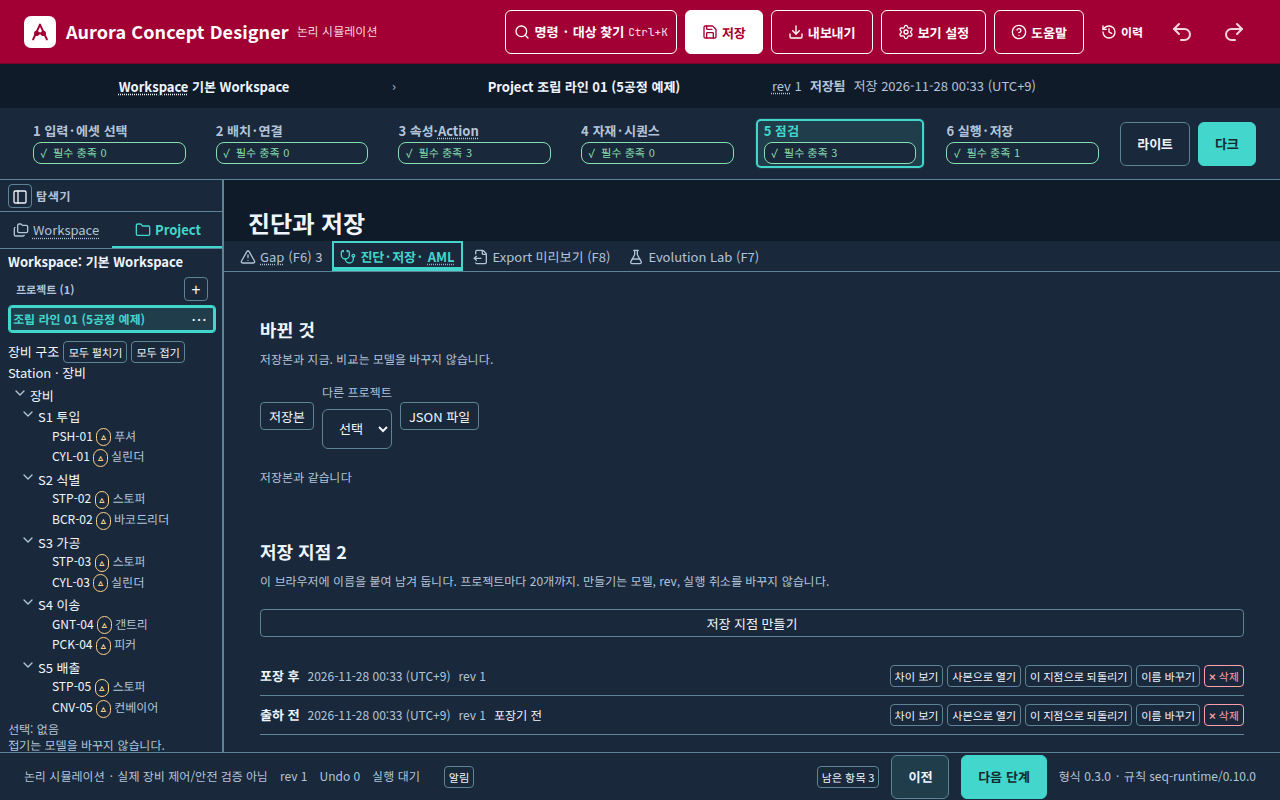 Aurora Concept Designer 논리 시뮬레이션 명령 · 대상 찾기 Ctrl+K 저장 내보내기 보기 설정 도움말 이력
Workspace 기본 Workspace › Project 조립 라인 01 (5공정 예제) rev 1 저장됨 저장 2026-11-28 00:33 (UTC+9)
1 입력·에셋 선택 2 배치·연결 3 속성·Action 4 자재·시퀀스 5 점검 6 실행·저장
✓ 필수 충족 0 ✓ 필수 충족 0 ✓ 필수 충족 3 ✓ 필수 충족 0 ✓ 필수 충족 3 ✓ 필수 충족 1
라이트 다크
탐색기
Workspace Project
Workspace: 기본 Workspace
프로젝트 (1) +
조립 라인 01 (5공정 예제) ···
장비 구조 모두 펼치기 모두 접기
Station · 장비
장비
S1 투입
PSH-01 푸셔
CYL-01 실린더
S2 식별
STP-02 스토퍼
BCR-02 바코드리더
S3 가공
STP-03 스토퍼
CYL-03 실린더
S4 이송
GNT-04 갠트리
PCK-04 피커
S5 배출
STP-05 스토퍼
CNV-05 컨베이어
선택: 없음
접기는 모델을 바꾸지 않습니다.
진단과 저장
Gap (F6) 3 진단·저장· AML Export 미리보기 (F8) Evolution Lab (F7)
바뀐 것
저장본과 지금. 비교는 모델을 바꾸지 않습니다.
다른 프로젝트
저장본 선택 JSON 파일
저장본과 같습니다
저장 지점 2
이 브라우저에 이름을 붙여 남겨 둡니다. 프로젝트마다 20개까지. 만들기는 모델, rev, 실행 취소를 바꾸지 않습니다.
저장 지점 만들기
포장 후 2026-11-28 00:33 (UTC+9) rev 1 차이 보기 사본으로 열기 이 지점으로 되돌리기 이름 바꾸기 × 삭제
출하 전 2026-11-28 00:33 (UTC+9) rev 1 포장기 전 차이 보기 사본으로 열기 이 지점으로 되돌리기 이름 바꾸기 × 삭제
논리 시뮬레이션 · 실제 장비 제어/안전 검증 아님 rev 1 Undo 0 실행 대기 알림 남은 항목 3 이전 다음 단계 형식 0.3.0 · 규칙 seq-runtime/0.10.0